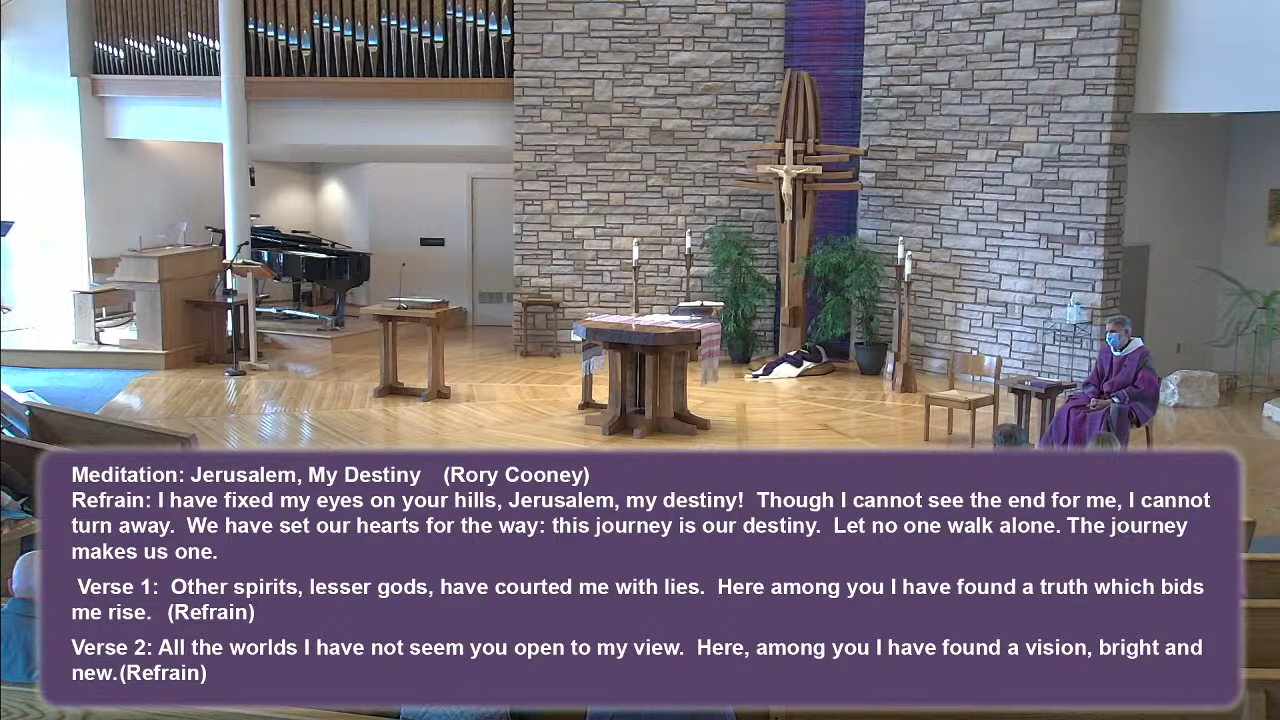 Meditation: Jerusalem, My Destiny (Rory Cooney)
Refrain: I have fixed my eyes on your hills, Jerusalem, my destiny! Though I cannot see the end for me, I cannot
turn away. We have set our hearts for the way: this journey is our destiny. Let no one walk alone. The journey
makes us one.
Verse 1: Other spirits, lesser gods, have courted me with lies. Here among you I have found a truth which bids
me rise. (Refrain)
Verse 2: All the worlds I have not seem you open to my view. Here, among you I have found a vision, bright and
new.(Refrain)